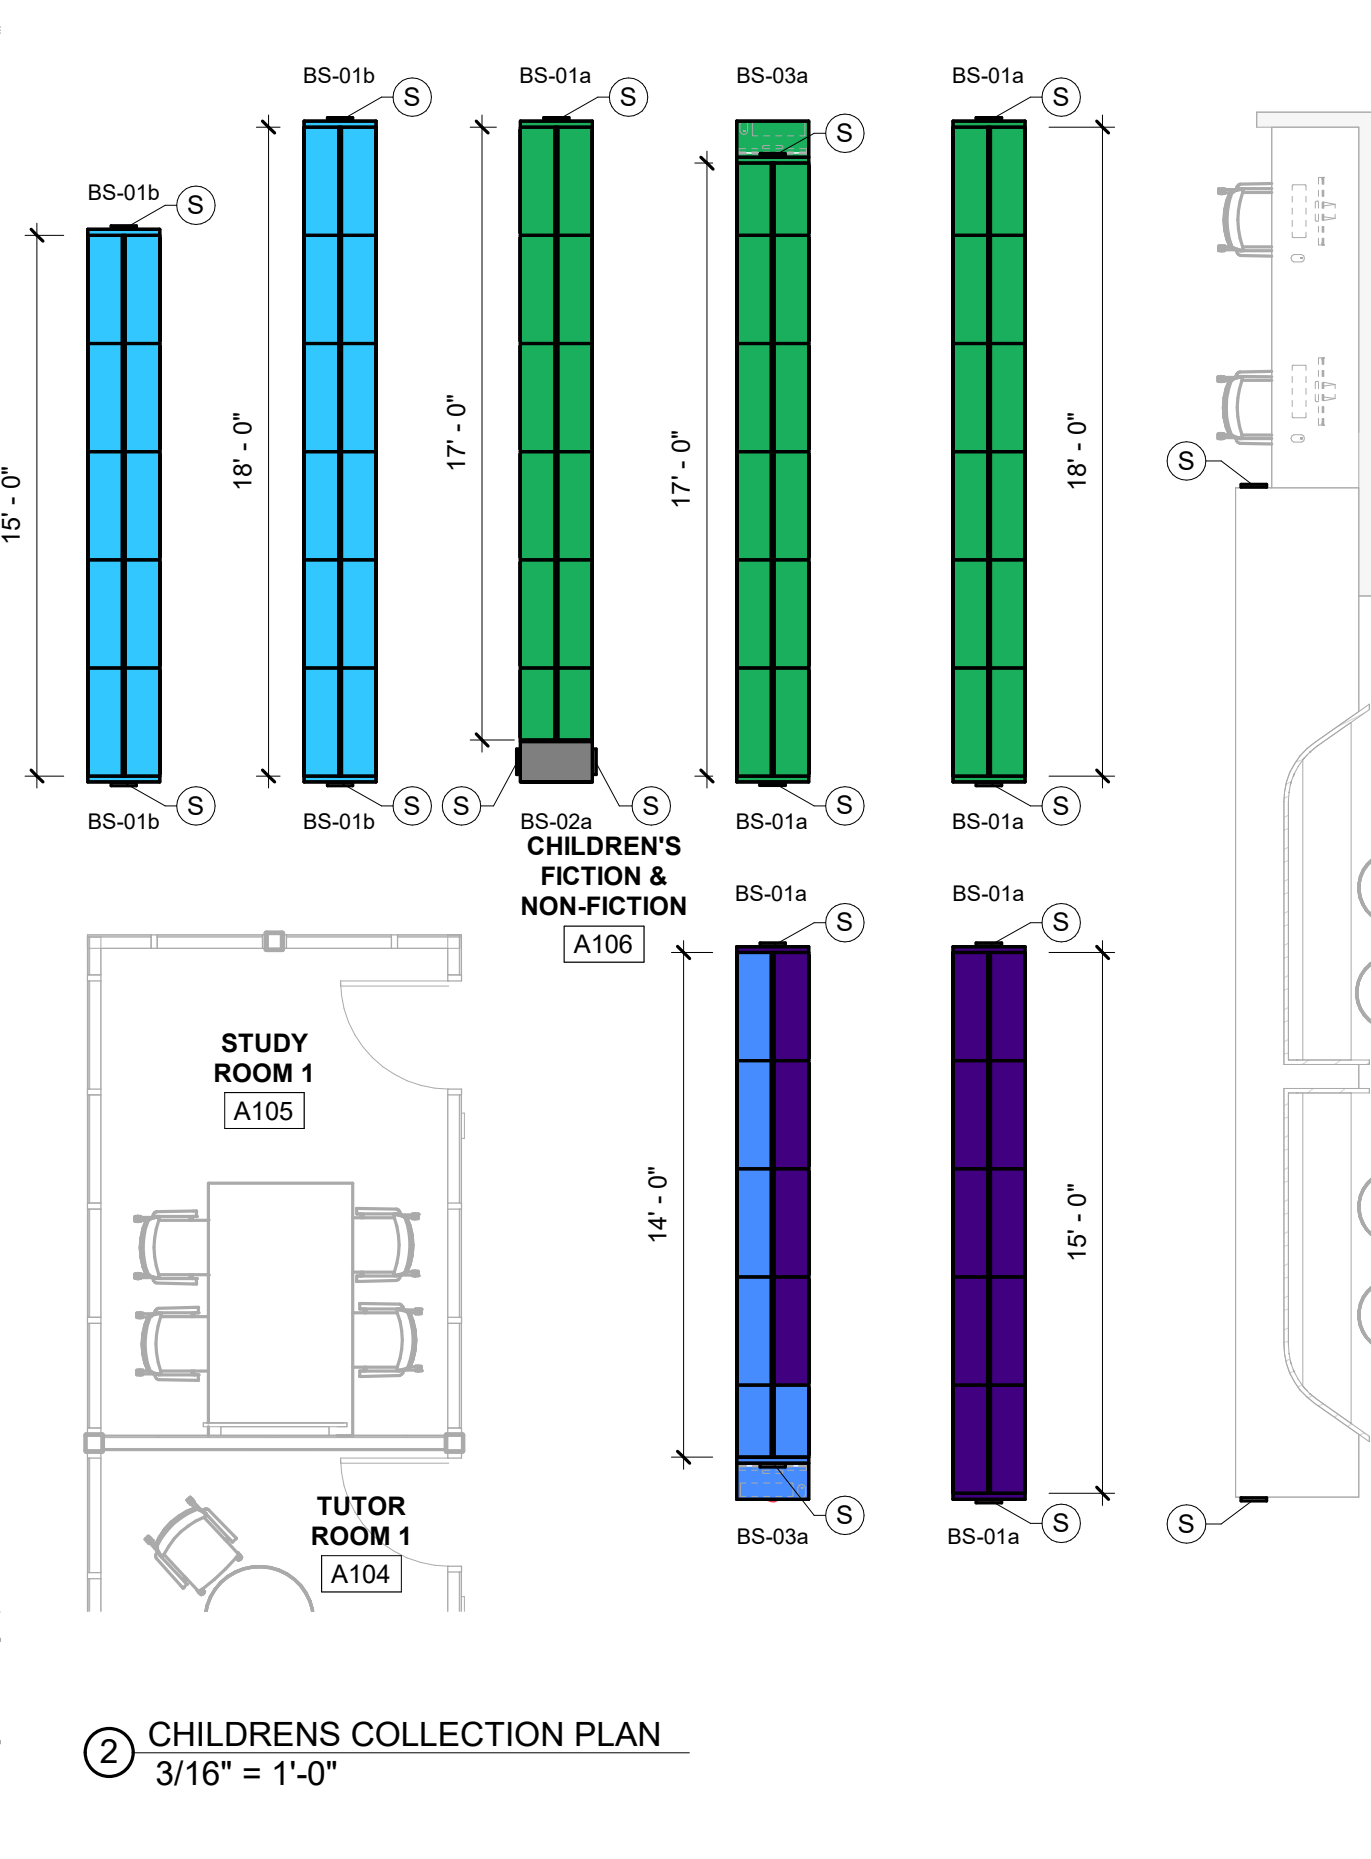 BS-01b
S
BS-01a
S
BS-03a
S
BS-01a
S
BS-01b
S
15' - 0"
18' - 0"
17' - 0"
17' - 0"
18' - 0"
S
S
BS-01b
S
BS-01b
S
S
BS-02a
S
BS-01a
S
BS-01a
CHILDREN'S
FICTION &
NON-FICTION
A106
BS-01a
S
BS-01a
S
STUDY
ROOM 1
A105
14' - 0"
15' - 0"
TUTOR
ROOM 1
A104
S
BS-03a
S
BS-01a
S
2
CHILDRENS COLLECTION PLAN
3/16" = 1'-0"